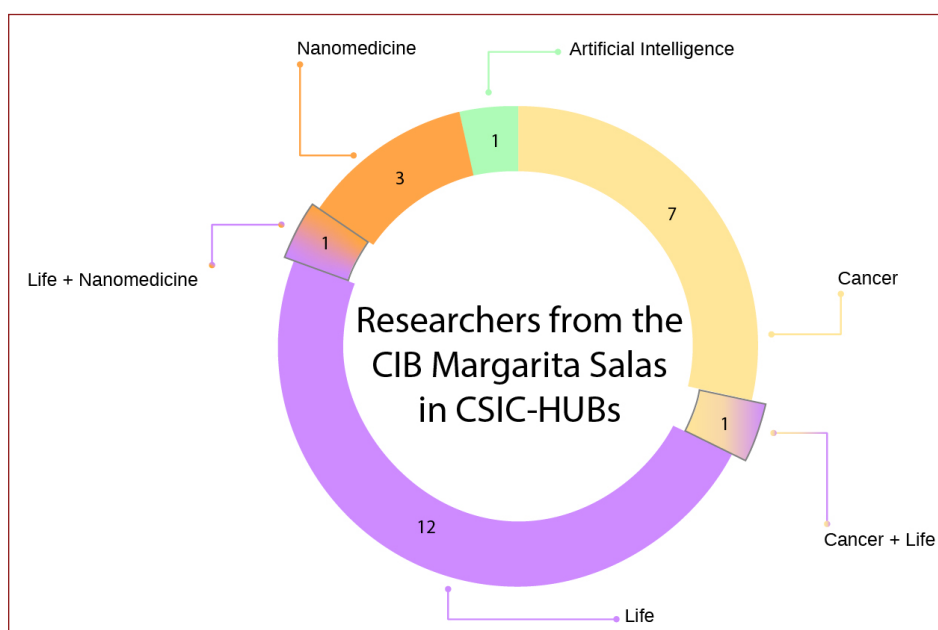 Nanomedicine
Artificial Intelligence
1
3
7
1
Life + Nanomedicine
Cancer
Researchers from the
CIB Margarita Salas
in CSIC-HUBs
1
12
Cancer + Life
Life